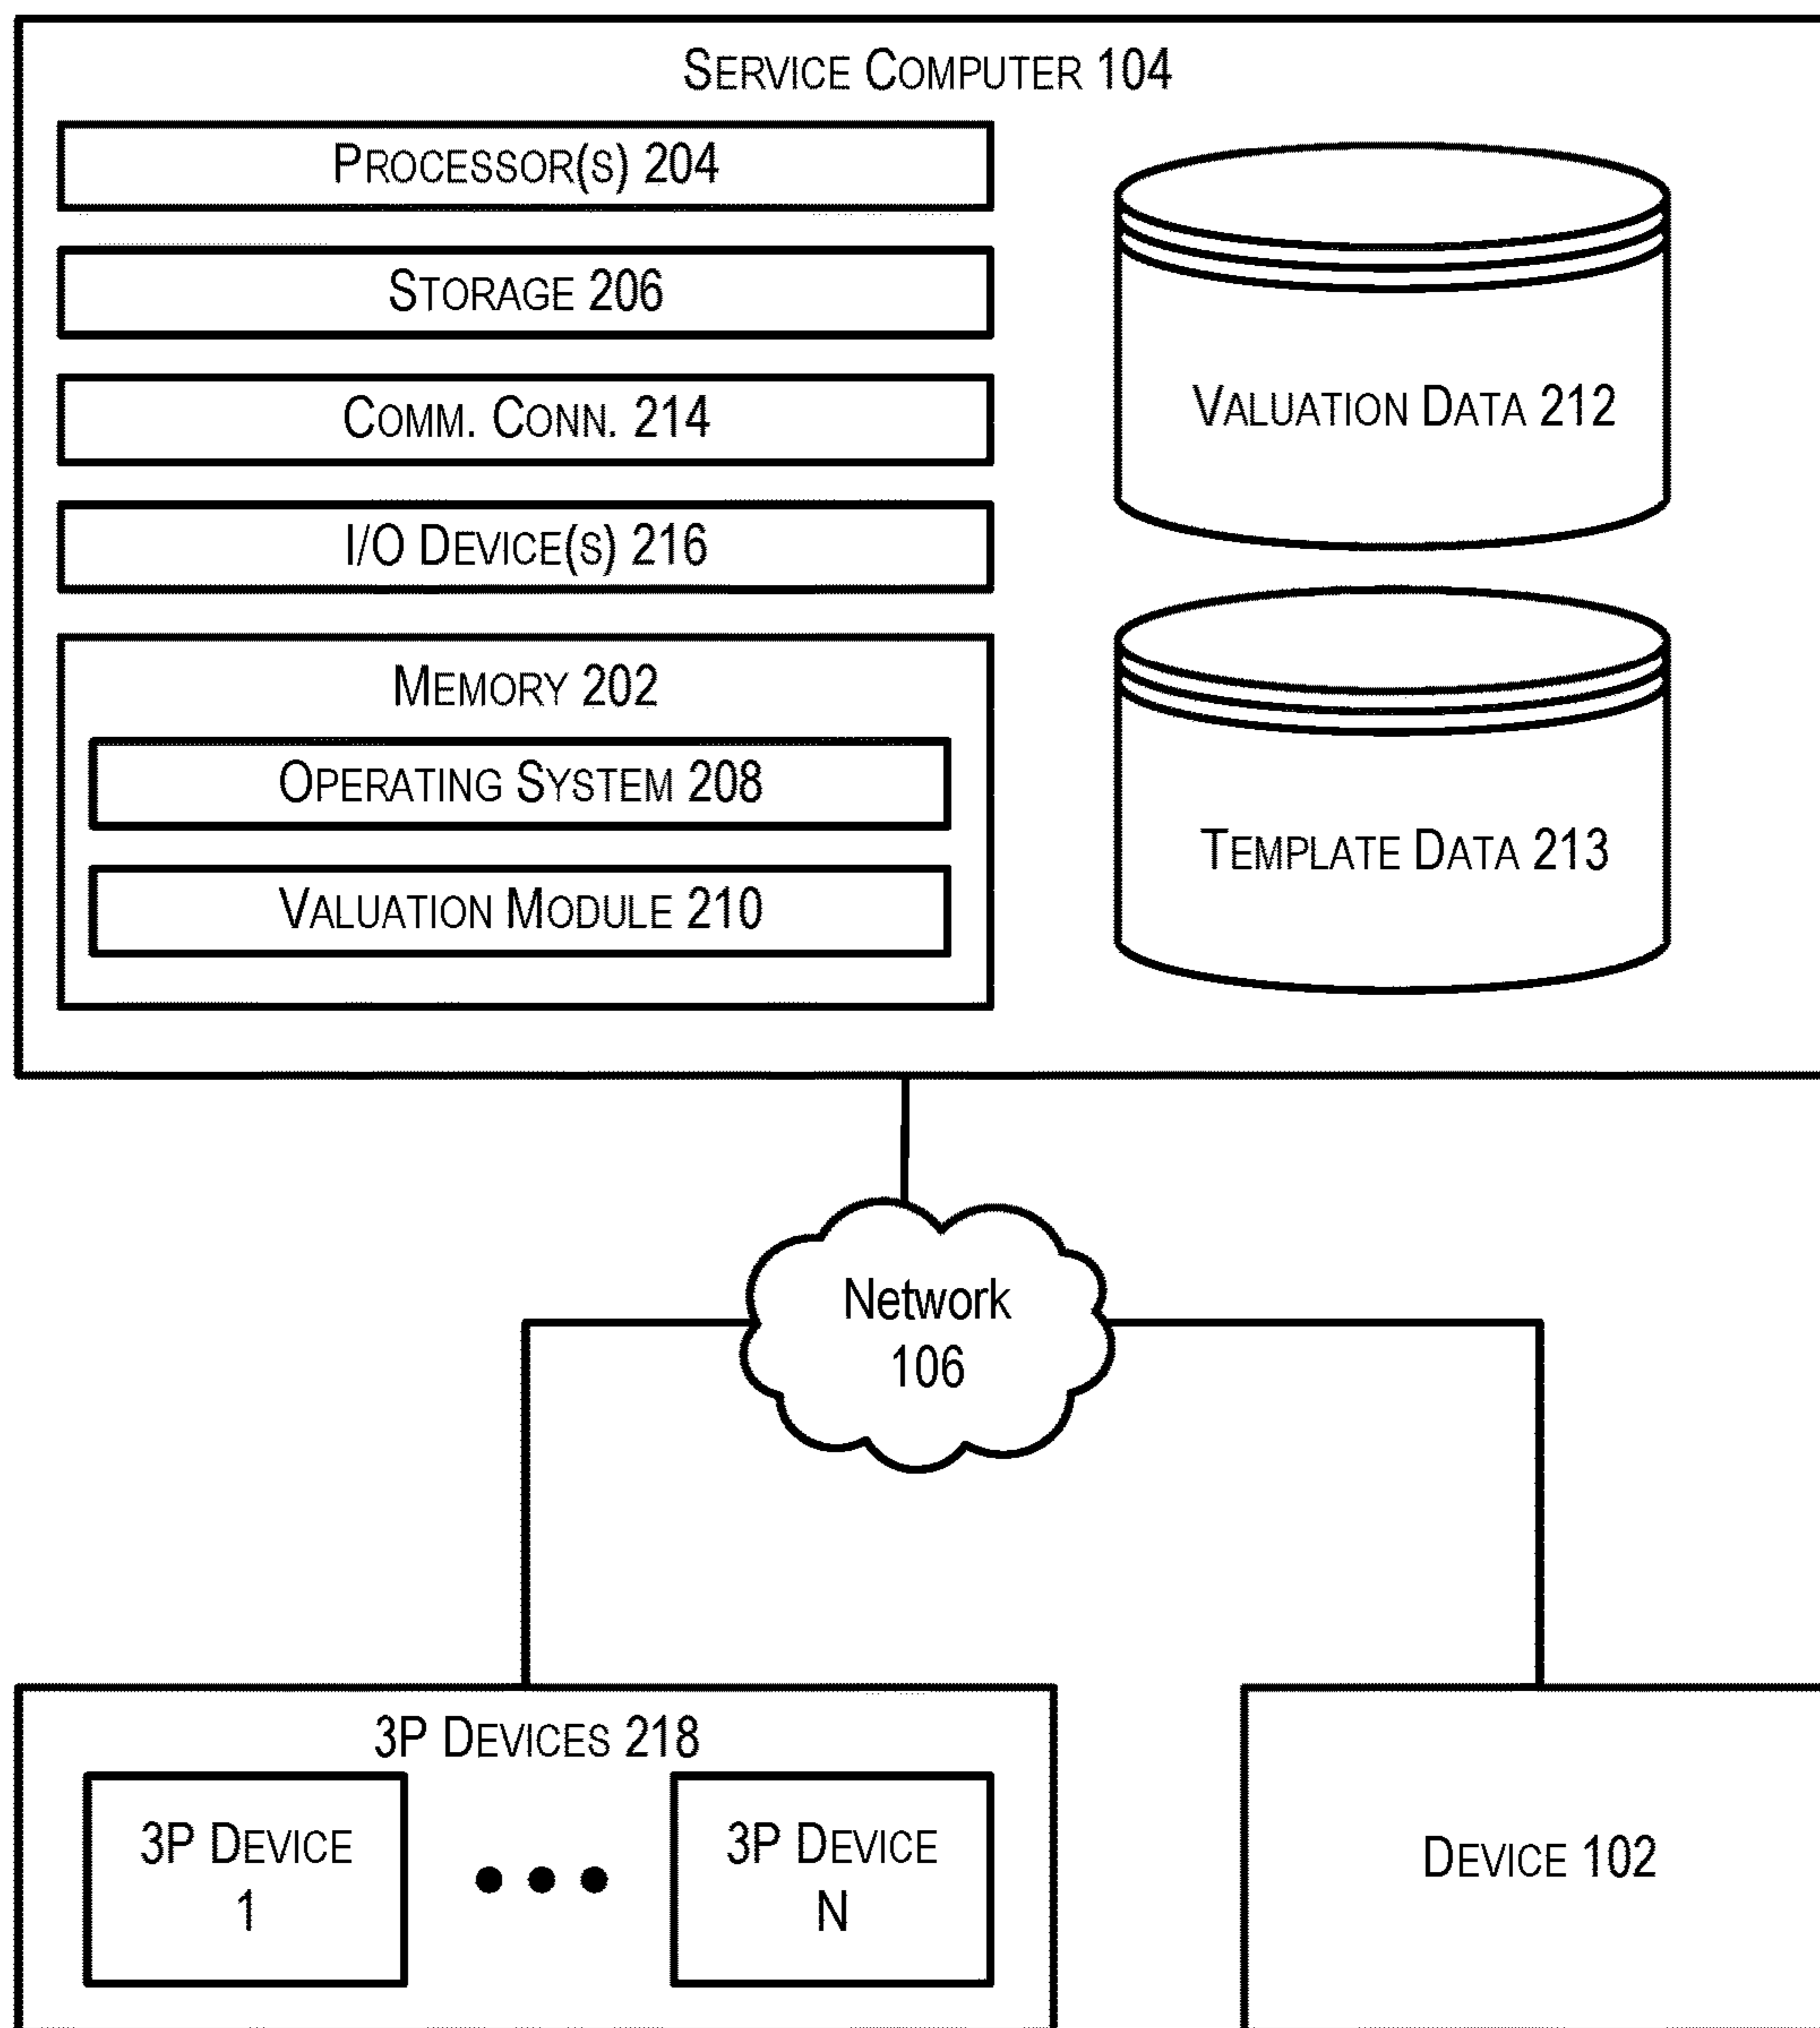 SERVICE COMPUTER 104
PROCESSOR(S) 204
STORAGE 206
COMM. CONN. 214
I/O DEVICE(S) 216
MEMORY 202
OPERATING SYSTEM 208
VALUATION MODULE 210
VALUATION DATA 212
TEMPLATE DATA 213
Network
106
3P DEVICES 218
3P DEVICE
1
3P DEVICE
N
DEVICE 102